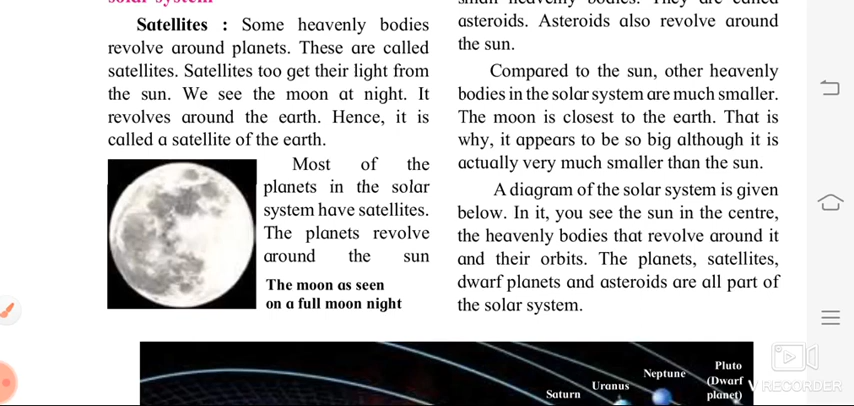 solar system
Satellites : Some heavenly bodies
revolve around planets. These are called
satellites. Satellites too get their light from
the sun. We see the moon at night. It
revolves around the earth. Hence, it is
called a satellite of the earth.
Most of the
planets in the solar
system have satellites.
The planets revolve
around the sun
The moon as seen
on a full moon night
small heavenly bodies. They are called
asteroids. Asteroids also revolve around
the sun.
Compared to the sun, other heavenly
bodies in the solar system are much smaller.
The moon is closest to the earth. That is
why, it appears to be so big although it is
actually very much smaller than the sun.
A diagram of the solar system is given
below. In it, you see the sun in the centre,
the heavenly bodies that revolve around it
and their orbits. The planets, satellites,
dwarf planets and asteroids are all part of
the solar system.
Saturn
Uranus
Neptune
Pluto
(Dwarf
planet)
V RECORDER